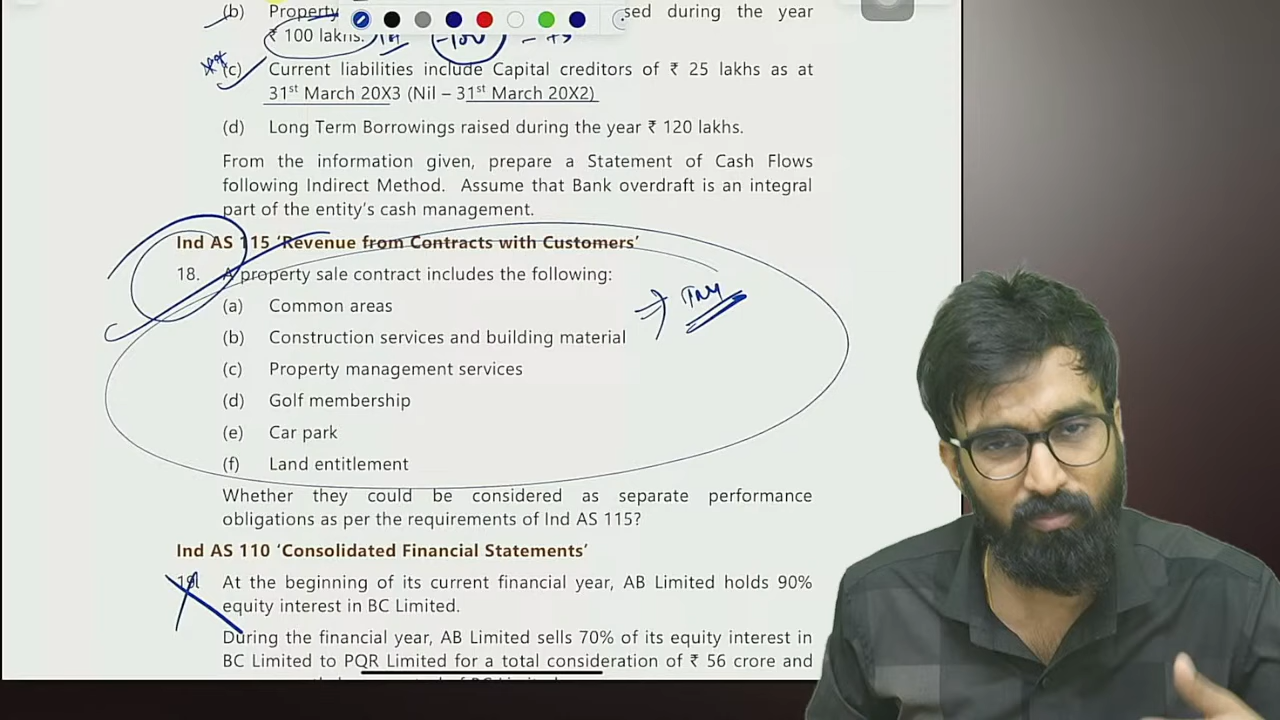 (b) Property sed during the year
₹ 100 lakhs.
(c) Current liabilities include Capital creditors of ₹ 25 lakhs as at
31st March 20X3 (Nil – 31st March 20X2)
(d) Long Term Borrowings raised during the year ₹ 120 lakhs.
From the information given, prepare a Statement of Cash Flows
following Indirect Method. Assume that Bank overdraft is an integral
part of the entity's cash management.
Ind AS 115 'Revenue from Contracts with Customers'
18. A property sale contract includes the following:
(a) Common areas
(b) Construction services and building material
(c) Property management services
(d) Golf membership
(e) Car park
(f) Land entitlement
Whether they could be considered as separate performance
obligations as per the requirements of Ind AS 115?
Ind AS 110 'Consolidated Financial Statements'
19. At the beginning of its current financial year, AB Limited holds 90%
equity interest in BC Limited.
During the financial year, AB Limited sells 70% of its equity interest in
BC Limited to PQR Limited for a total consideration of ₹ 56 crore and